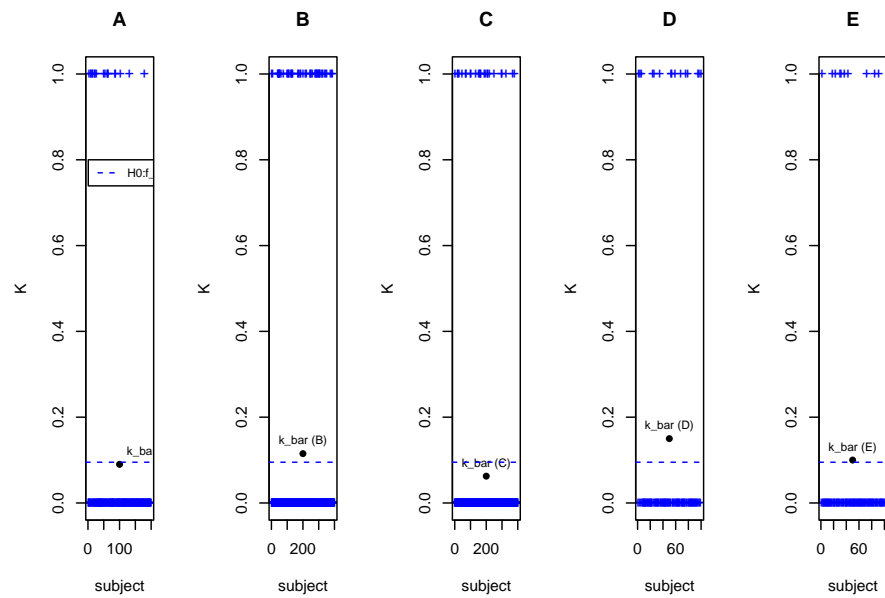 A B C D E
1.0 1.0 1.0 1.0 1.0
0.8 0.8 0.8 0.8 0.8
H0:f_
0.6 0.6 0.6 0.6 0.6
K K K K K
0.4 0.4 0.4 0.4 0.4
0.2 0.2 0.2 0.2 0.2
k_ba k_bar (B) k_bar (C) k_bar (D) k_bar (E)
0.0 0.0 0.0 0.0 0.0
0 100 0 200 0 200 0 60 0 60
subject subject subject subject subject